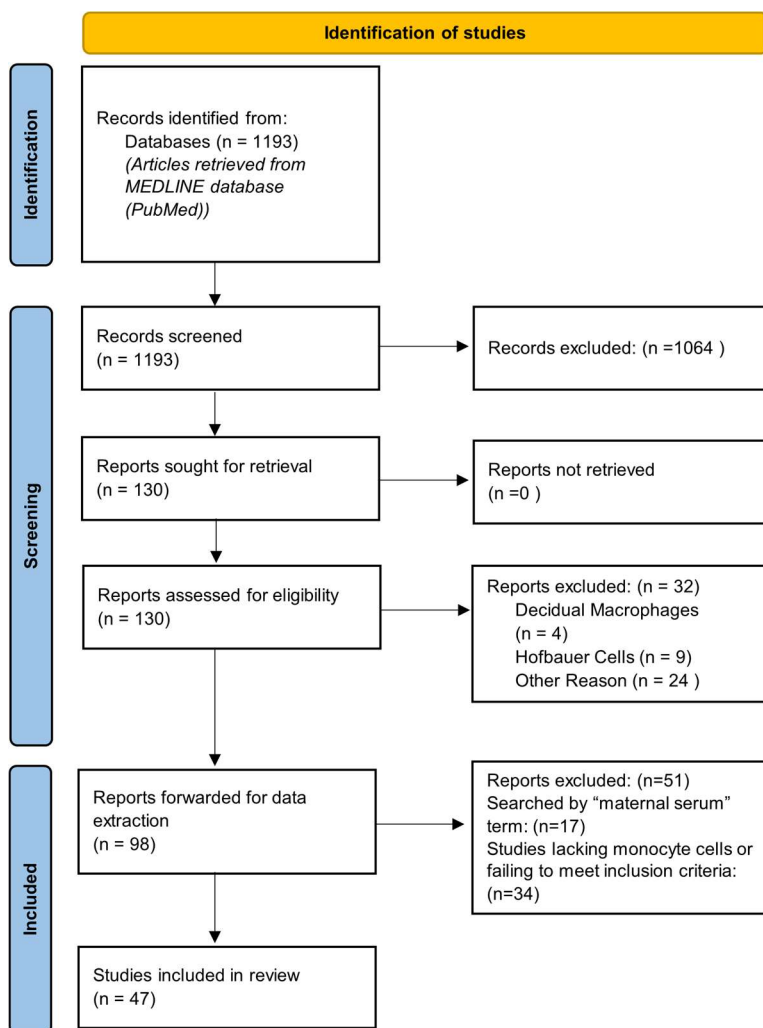 Identification of studies
Identification
Records identified from:
Databases (n = 1193)
(Articles retrieved from
MEDLINE database
(PubMed))
Screening
Records screened
(n = 1193)
Records excluded: (n =1064 )
Reports sought for retrieval
(n = 130)
Reports not retrieved
(n =0 )
Reports assessed for eligibility
(n = 130)
Reports excluded: (n = 32)
Decidual Macrophages
(n = 4)
Hofbauer Cells (n = 9)
Other Reason (n = 24 )
Included
Reports forwarded for data
extraction
(n = 98)
Reports excluded: (n=51)
Searched by “maternal serum”
term: (n=17)
Studies lacking monocyte cells or
failing to meet inclusion criteria:
(n=34)
Studies included in review
(n = 47)